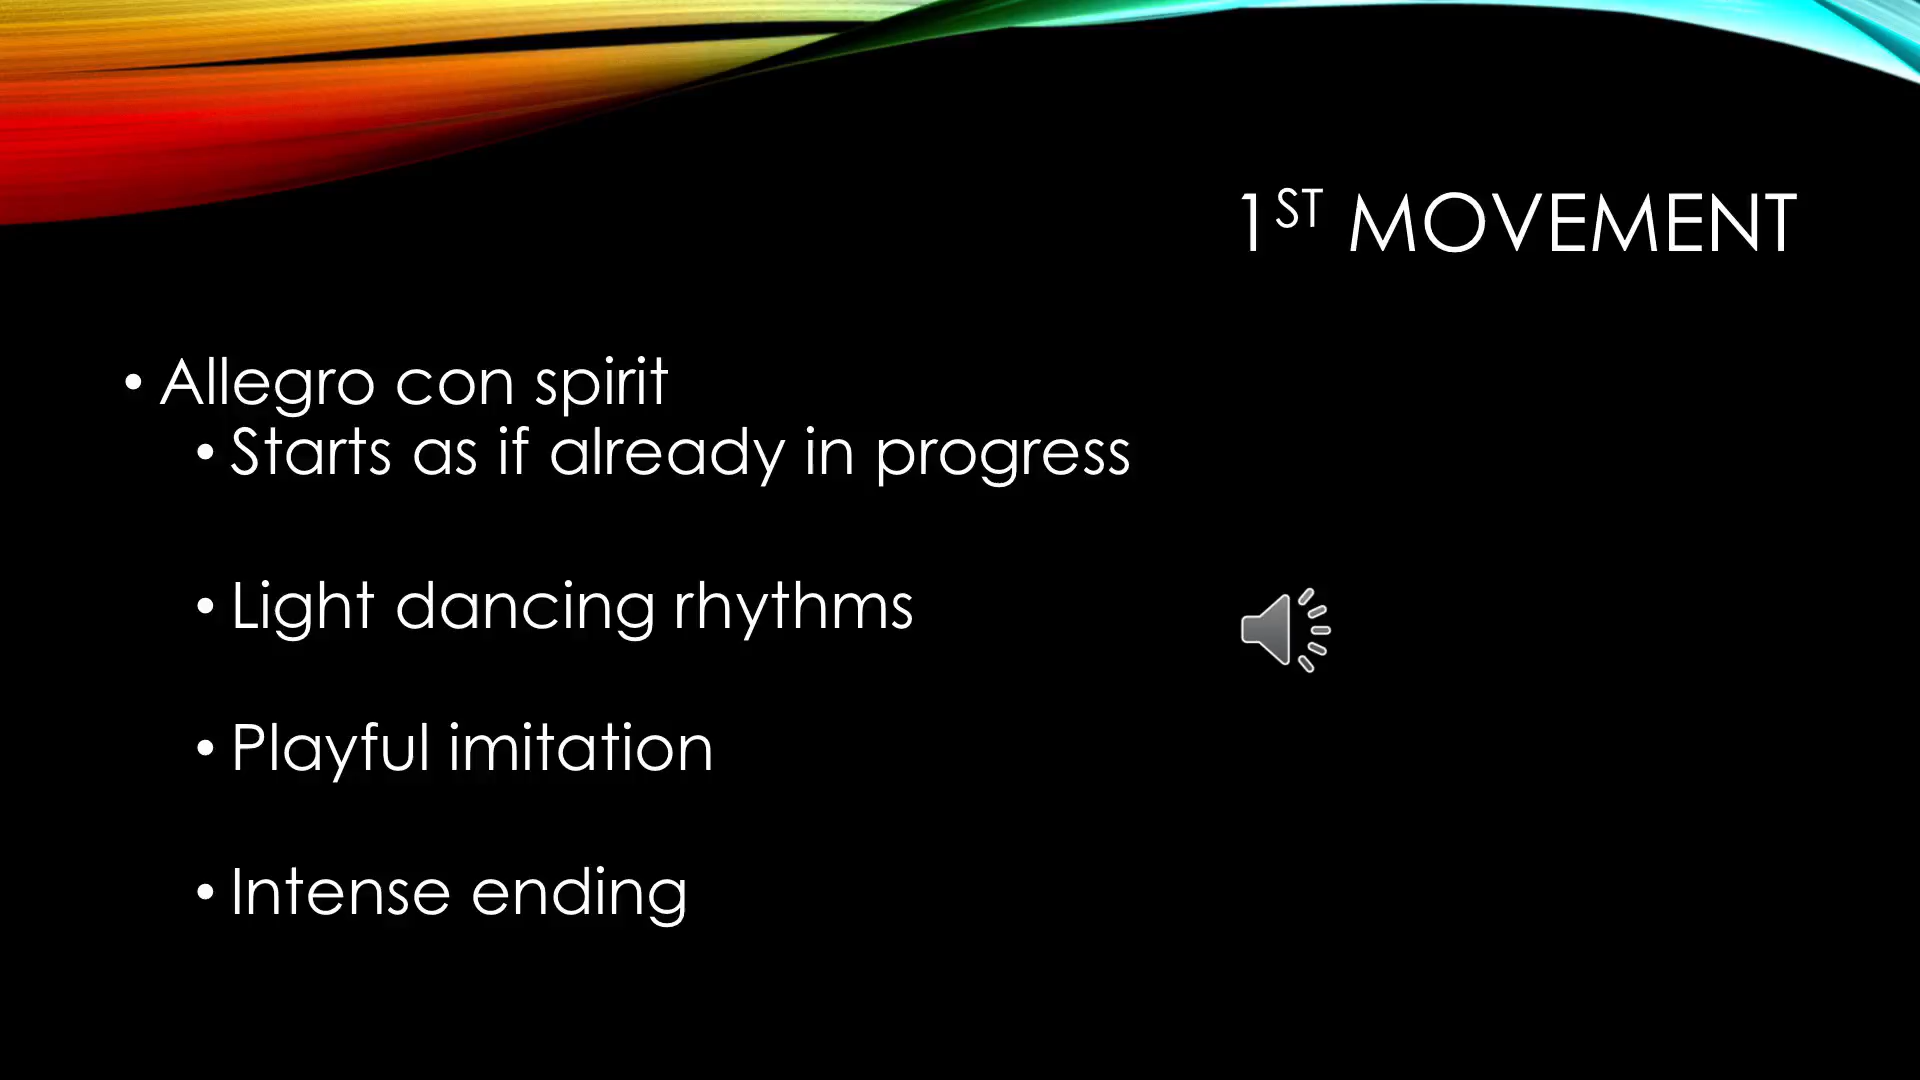 1ST MOVEMENT
• Allegro con spirit
• Starts as if already in progress
• Light dancing rhythms
• Playful imitation
• Intense ending